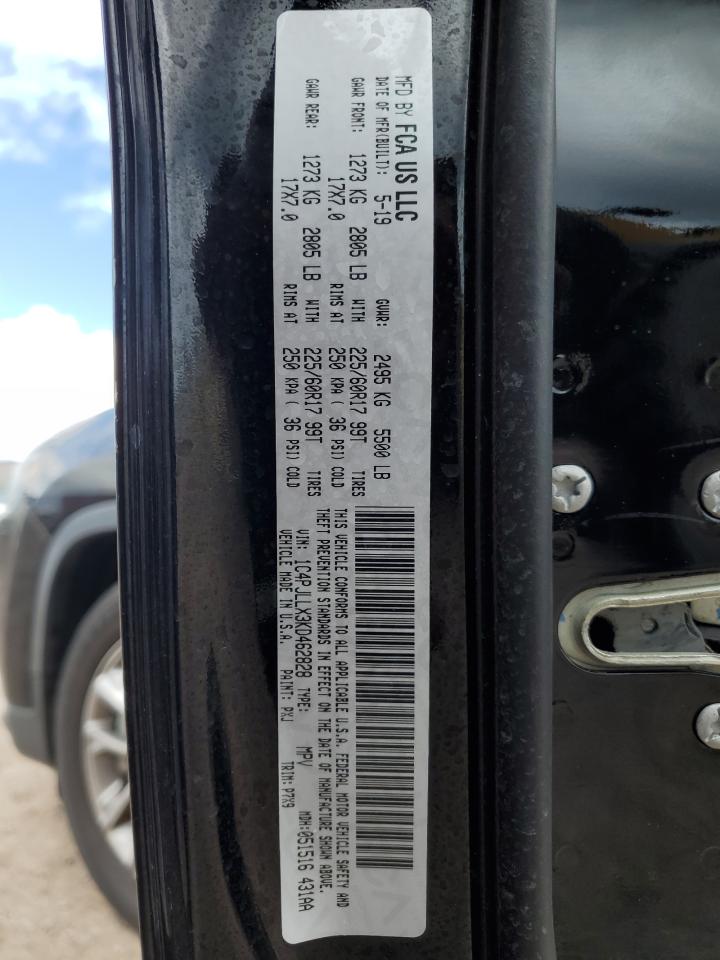 MFD BY FCA US LLC
DATE OF MFR(BUILT): 5-19 GVWR: 2495 KG 5500 LB
GAWR FRONT: 1273 KG 2805 LB WITH 225/60R17 99T TIRES
17X7.0 RIMS AT 250 KPA ( 36 PSI) COLD
GAWR REAR: 1273 KG 2805 LB WITH 225/60R17 99T TIRES
17X7.0 RIMS AT 250 KPA ( 36 PSI) COLD
THIS VEHICLE CONFORMS TO ALL APPLICABLE U.S.A. FEDERAL MOTOR VEHICLE SAFETY AND
THEFT PREVENTION STANDARDS IN EFFECT ON THE DATE OF MANUFACTURE SHOWN ABOVE.
VIN: 1C4PJLLX3KD462828 TYPE: MPV MDH:051516 431AA
VEHICLE MADE IN U.S.A. PAINT: PXJ TRIM: P7X9